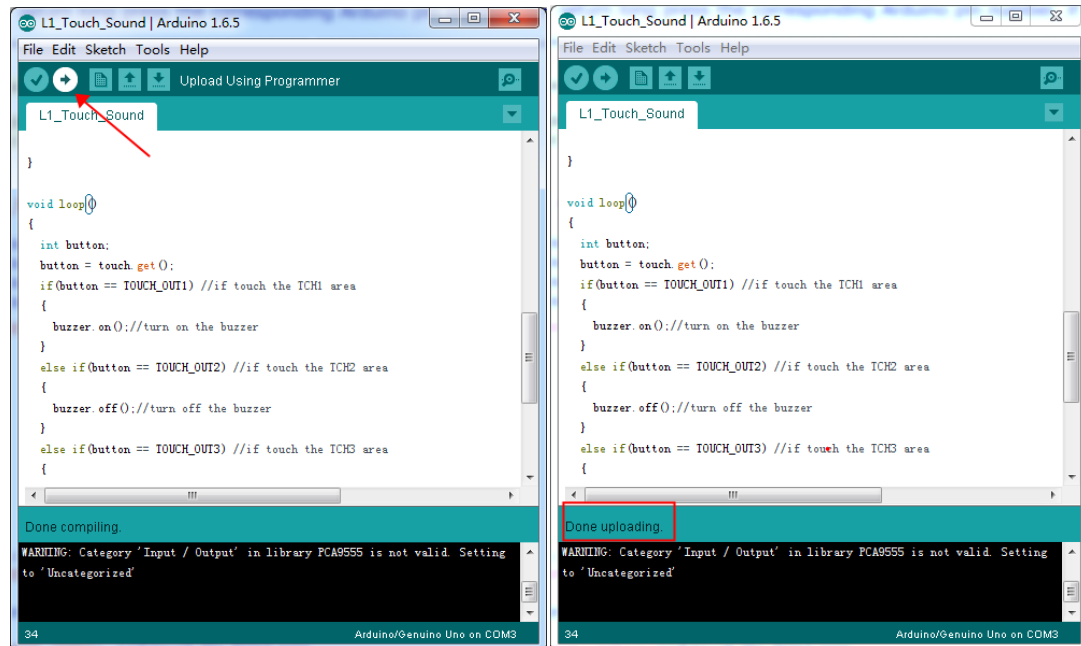 L1_Touch_Sound | Arduino 1.6.5
File Edit Sketch Tools Help
Upload Using Programmer
L1_Touch_Sound
}
void loop()
{
int button;
button = touch.get();
if(button == TOUCH_OUT1) //if touch the TCH1 area
{
buzzer.on();//turn on the buzzer
}
else if(button == TOUCH_OUT2) //if touch the TCH2 area
{
buzzer.off();//turn off the buzzer
}
else if(button == TOUCH_OUT3) //if touch the TCH3 area
{
Done compiling.
WARNING: Category 'Input / Output' in library PCA9555 is not valid. Setting
to 'Uncategorized'
34
Arduino/Genuino Uno on COM3
L1_Touch_Sound | Arduino 1.6.5
File Edit Sketch Tools Help
L1_Touch_Sound
}
void loop()
{
int button;
button = touch.get();
if(button == TOUCH_OUT1) //if touch the TCH1 area
{
buzzer.on();//turn on the buzzer
}
else if(button == TOUCH_OUT2) //if touch the TCH2 area
{
buzzer.off();//turn off the buzzer
}
else if(button == TOUCH_OUT3) //if touch the TCH3 area
{
Done uploading.
WARNING: Category 'Input / Output' in library PCA9555 is not valid. Setting
to 'Uncategorized'
34
Arduino/Genuino Uno on COM3